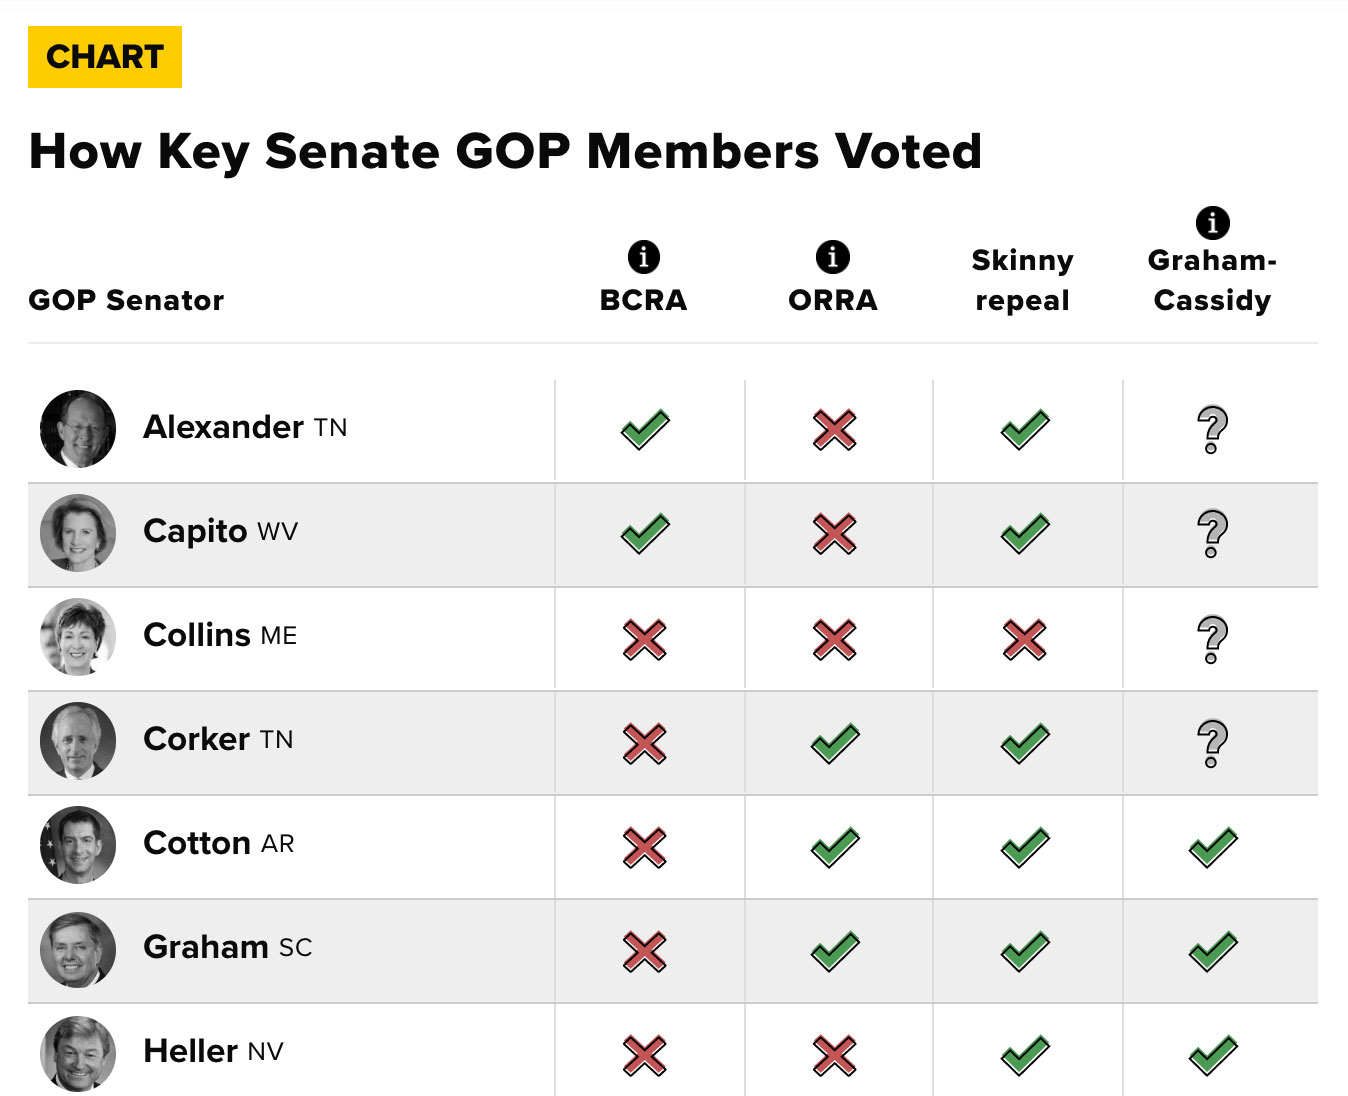 CHART
How Key Senate GOP Members Voted
GOP Senator
i
BCRA
i
ORRA
Skinny
repeal
i
Graham-
Cassidy
Alexander TN
Capito WV
Collins ME
Corker TN
Cotton AR
Graham SC
Heller NV